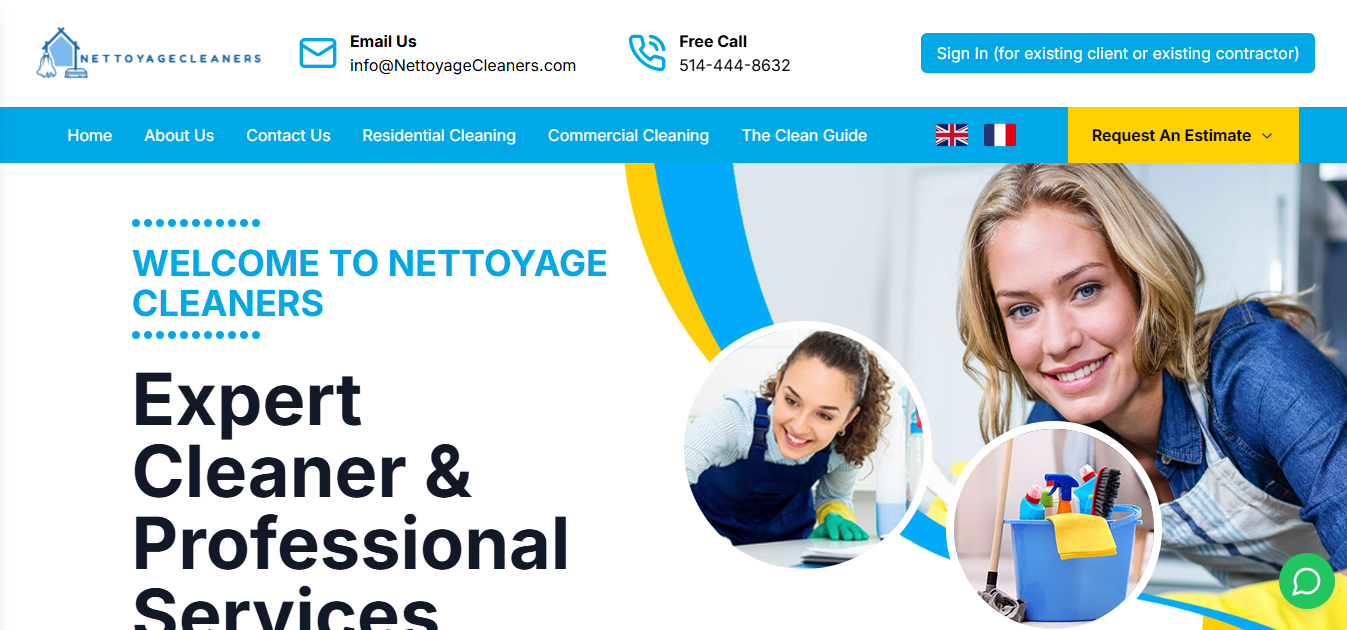 NETTOYAGECLEANERS
Email Us
info@NettoyageCleaners.com
Free Call
514-444-8632
Sign In (for existing client or existing contractor)
Home
About Us
Contact Us
Residential Cleaning
Commercial Cleaning
The Clean Guide
Request An Estimate
WELCOME TO NETTOYAGE
CLEANERS
Expert
Cleaner &
Professional
Services